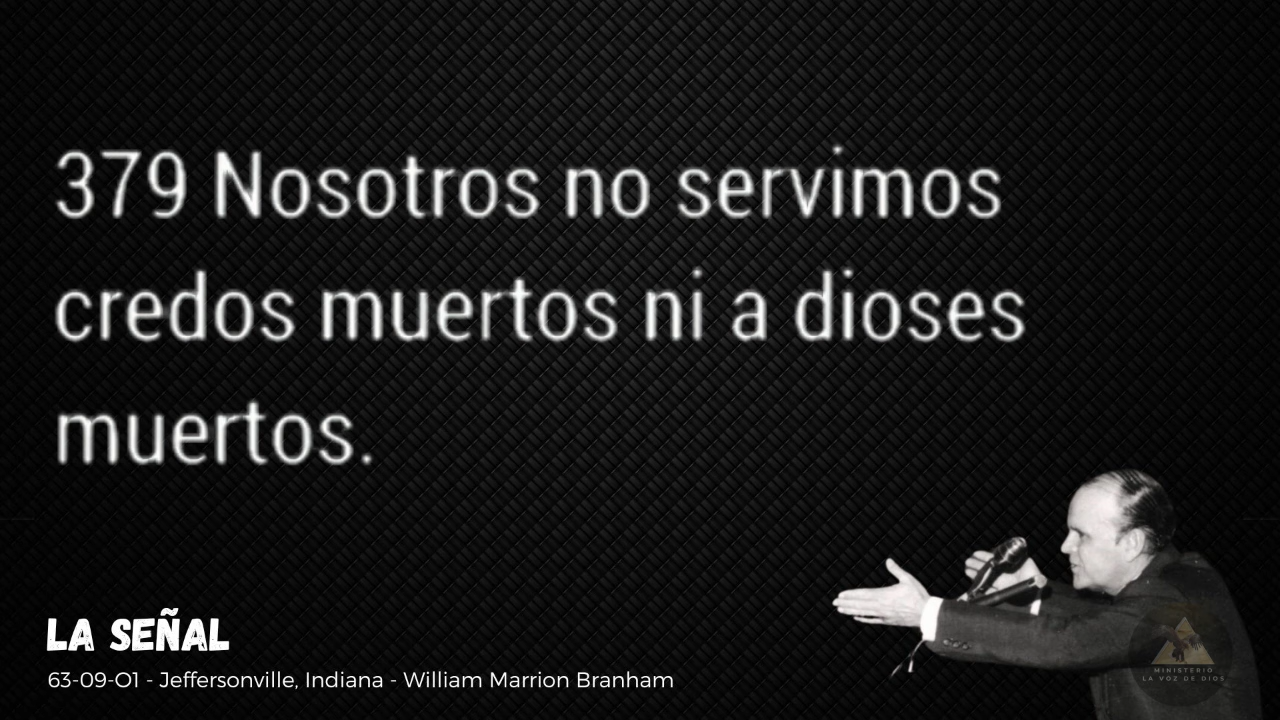 379 Nosotros no servimos
credos muertos ni a dioses
muertos.
LA SEÑAL
63-09-O1 - Jeffersonville, Indiana - William Marrion Branham
MINISTERIO
LA VOZ DE DIOS